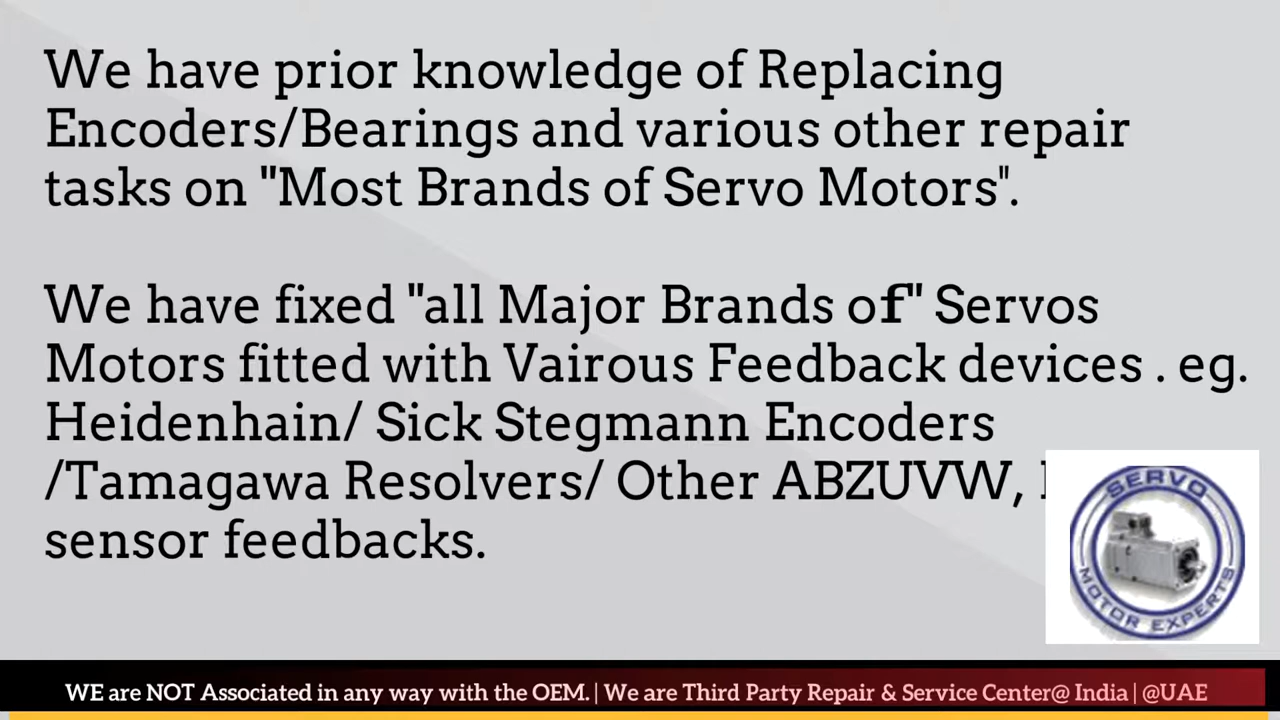 We have prior knowledge of Replacing
Encoders/Bearings and various other repair
tasks on "Most Brands of Servo Motors".
We have fixed "all Major Brands of" Servos
Motors fitted with Vairous Feedback devices . eg.
Heidenhain/ Sick Stegmann Encoders
/Tamagawa Resolvers/ Other ABZUVW,
sensor feedbacks.
SERVO
MOTOR EXPERTS
WE are NOT Associated in any way with the OEM. | We are Third Party Repair & Service Center@ India | @UAE